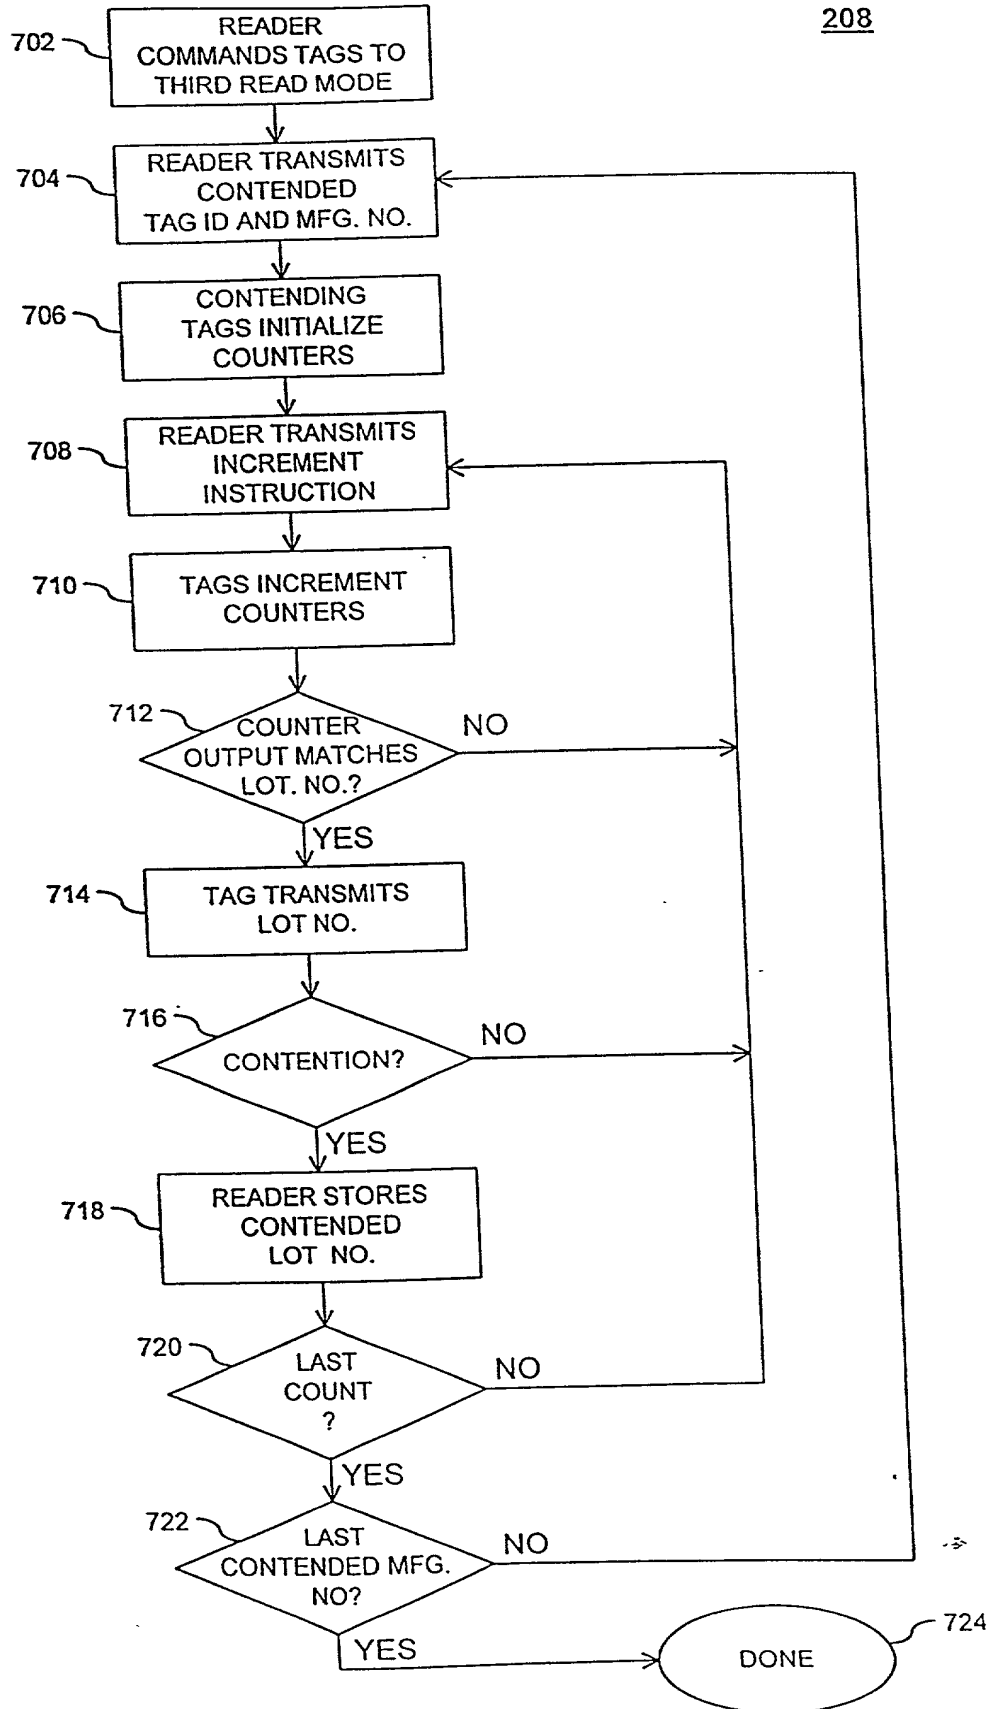 208
702
READER
COMMANDS TAGS TO
THIRD READ MODE
704
READER TRANSMITS
CONTENDED
TAG ID AND MFG. NO.
706
CONTENDING
TAGS INITIALIZE
COUNTERS
708
READER TRANSMITS
INCREMENT
INSTRUCTION
710
TAGS INCREMENT
COUNTERS
712
COUNTER
OUTPUT MATCHES
LOT. NO.?
NO
YES
714
TAG TRANSMITS
LOT NO.
716
CONTENTION?
NO
YES
718
READER STORES
CONTENDED
LOT NO.
720
LAST
COUNT
?
NO
YES
722
LAST
CONTENDED MFG.
NO?
NO
YES
724
DONE